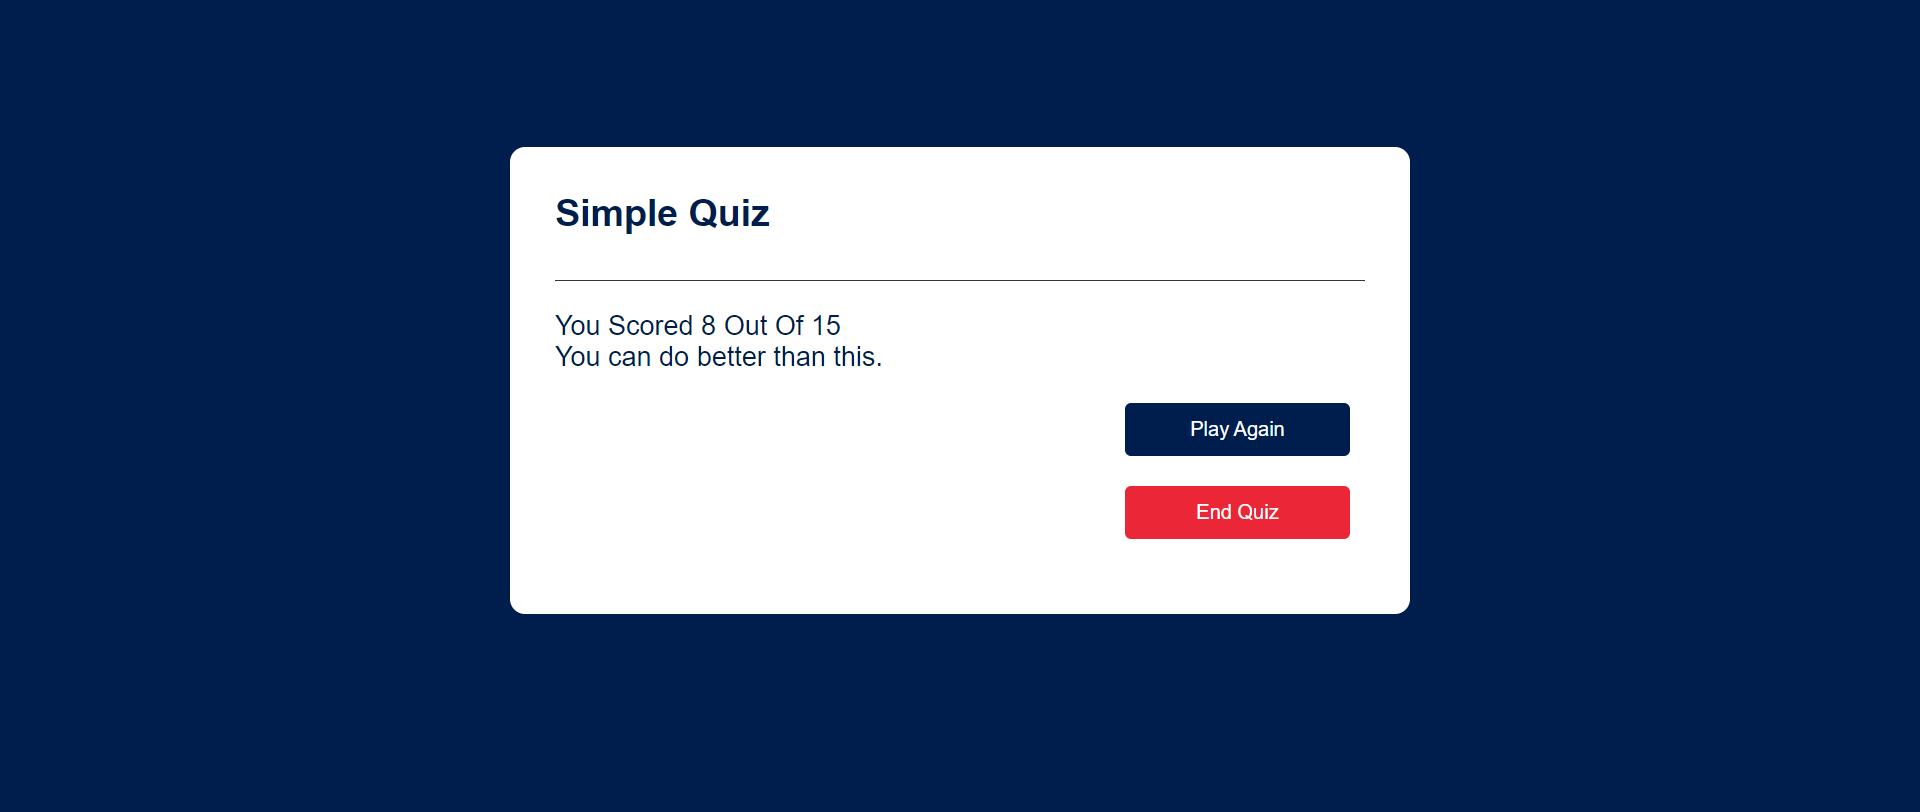 Simple Quiz
You Scored 8 Out Of 15
You can do better than this.
Play Again
End Quiz